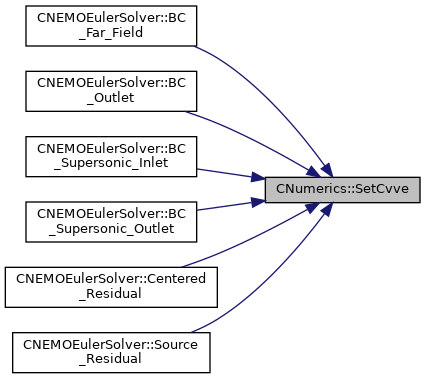 CNEMOEulerSolver::BC
_Far_Field
CNEMOEulerSolver::BC
_Outlet
CNEMOEulerSolver::BC
_Supersonic_Inlet
CNumerics::SetCvve
CNEMOEulerSolver::BC
_Supersonic_Outlet
CNEMOEulerSolver::Centered
_Residual
CNEMOEulerSolver::Source
_Residual